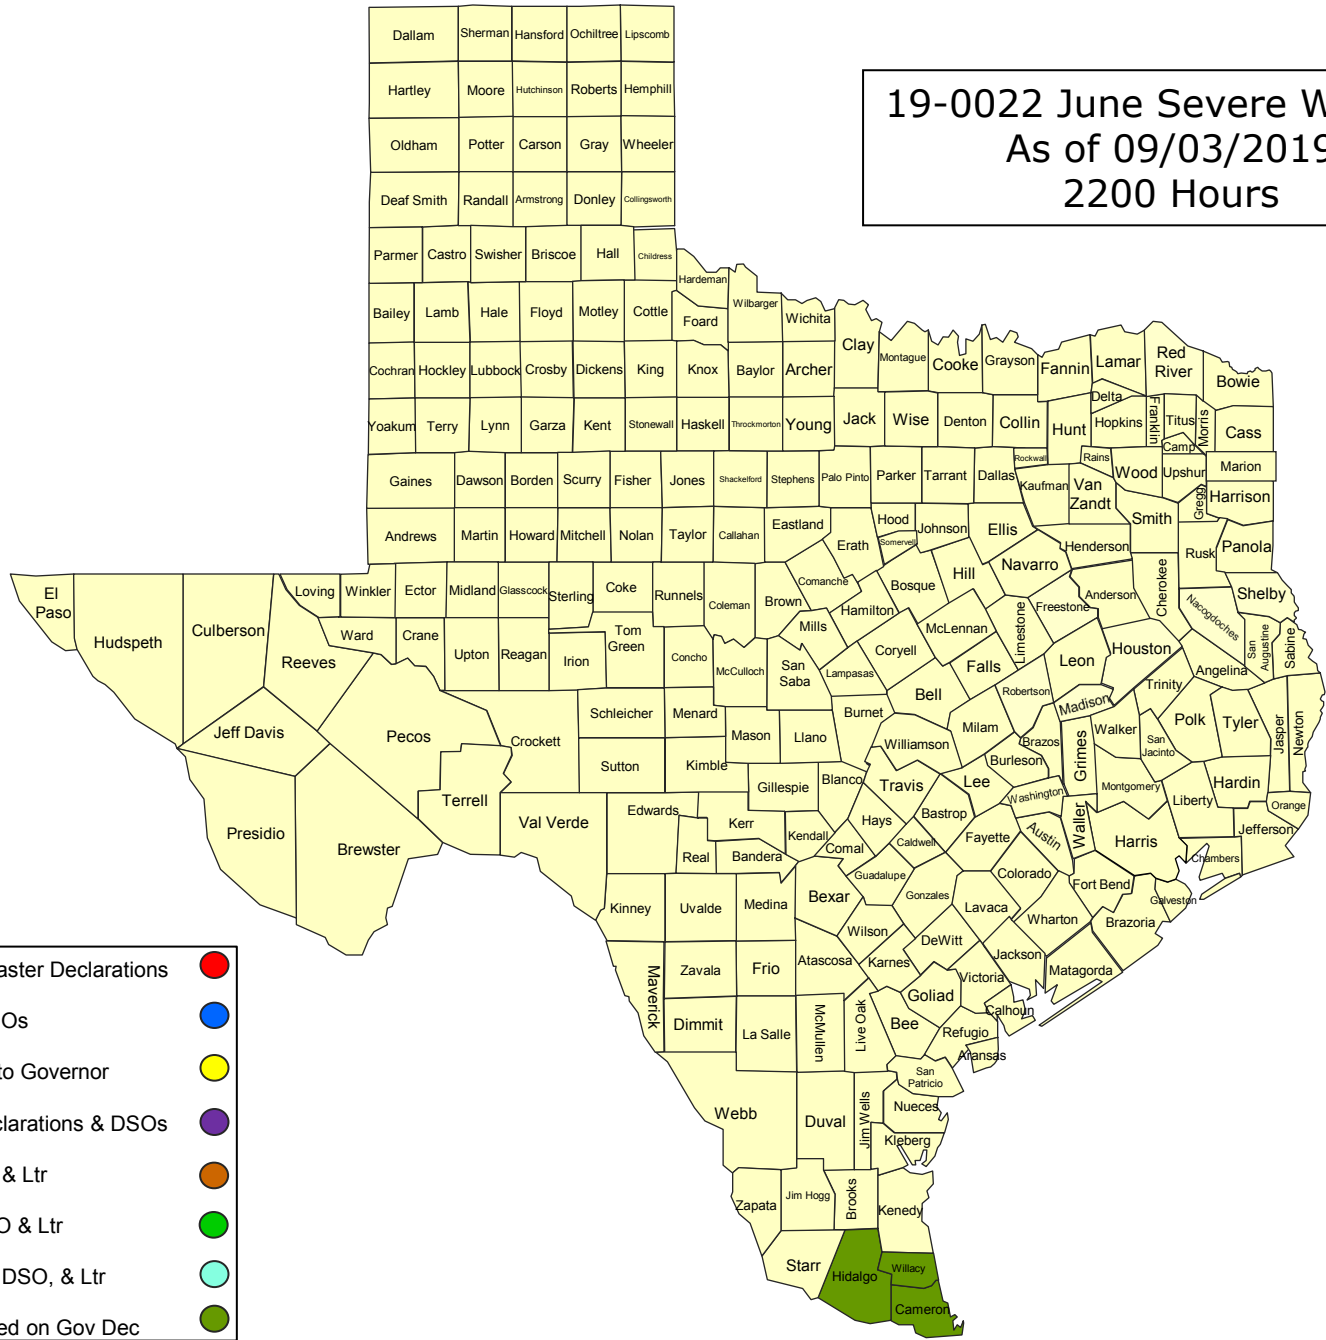 Dallam Sherman Hansford Ochiltree Lipscomb
Hartley Moore Hutchinson Roberts Hemphill
19-0022 June Severe W
As of 09/03/2019
2200 Hours
Oldham Potter Carson Gray Wheeler
Deaf Smith Randall Armstrong Donley Collingsworth
Parmer Castro Swisher Briscoe Hall Childress
Hardeman
Bailey Lamb Hale Floyd Motley Cottle Foard Wilbarger Wichita
Clay Montague Cooke Grayson Fannin Lamar Red River Bowie
Cochran Hockley Lubbock Crosby Dickens King Knox Baylor Archer
Delta
Yoakum Terry Lynn Garza Kent Stonewall Haskell Throckmorton Young Jack Wise Denton Collin Hunt Hopkins Franklin Titus Morris Cass
Camp
Rockwall Rains
Gaines Dawson Borden Scurry Fisher Jones Shackelford Stephens Palo Pinto Parker Tarrant Dallas Kaufman Van Zandt Wood Upshur Marion
Gregg Harrison
Andrews Martin Howard Mitchell Nolan Taylor Callahan Eastland Erath Hood Somervell Johnson Ellis Henderson Smith Rusk Panola
El Paso Hudspeth Culberson Loving Winkler Ector Midland Glasscock Sterling Coke Runnels Coleman Brown Comanche Hamilton Bosque Hill Navarro Freestone Anderson Cherokee Nacogdoches Shelby
Reeves Ward Crane Upton Reagan Irion Tom Green Concho McCulloch San Saba Mills Lampasas Coryell McLennan Limestone Falls Leon Houston Angelina San Augustine Sabine
Jeff Davis Pecos Crockett Schleicher Menard Mason Llano Burnet Bell Milam Robertson Madison Trinity Polk Tyler Jasper Newton
Terrell Sutton Kimble Gillespie Blanco Williamson Travis Lee Burleson Brazos Grimes Walker San Jacinto
Washington Montgomery Liberty Hardin Orange
Presidio Brewster Val Verde Edwards Kerr Real Bandera Kendall Comal Hays Caldwell Bastrop Fayette Austin Waller Harris Chambers Jefferson
Kinney Uvalde Medina Bexar Guadalupe Gonzales Lavaca Colorado Wharton Fort Bend Brazoria Galveston
Maverick Zavala Frio Atascosa Wilson Karnes DeWitt Victoria Jackson Matagorda
Dimmit La Salle McMullen Live Oak Bee Goliad Refugio Calhoun Aransas
San Patricio
Webb Duval Jim Wells Nueces
Kleberg
Zapata Jim Hogg Brooks Kenedy
Starr Hidalgo Willacy
Cameron
aster Declarations
Os
to Governor
clarations & DSOs
& Ltr
O & Ltr
DSO, & Ltr
ed on Gov Dec